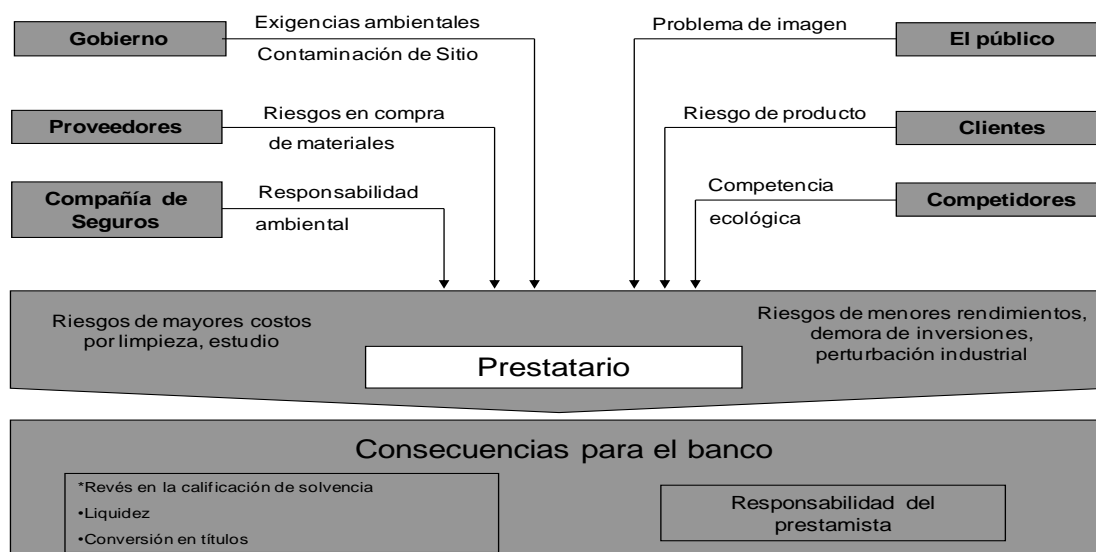 Gobierno
Exigencias ambientales
Contaminación de Sitio
Problema de imagen
El público
Proveedores
Riesgos en compra
de materiales
Riesgo de producto
Clientes
Compañía de
Seguros
Responsabilidad
ambiental
Competencia
ecológica
Competidores
Riesgos de mayores costos
por limpieza, estudio
Riesgos de menores rendimientos,
demora de inversiones,
perturbación industrial
Prestatario
Consecuencias para el banco
*Revés en la calificación de solvencia
•Liquidez
•Conversión en títulos
Responsabilidad del
prestamista